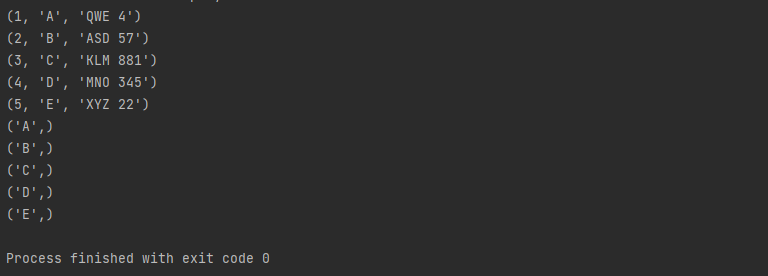 (1, 'A', 'QWE 4')
(2, 'B', 'ASD 57')
(3, 'C', 'KLM 881')
(4, 'D', 'MNO 345')
(5, 'E', 'XYZ 22')
('A',)
('B',)
('C',)
('D',)
('E',)
Process finished with exit code 0